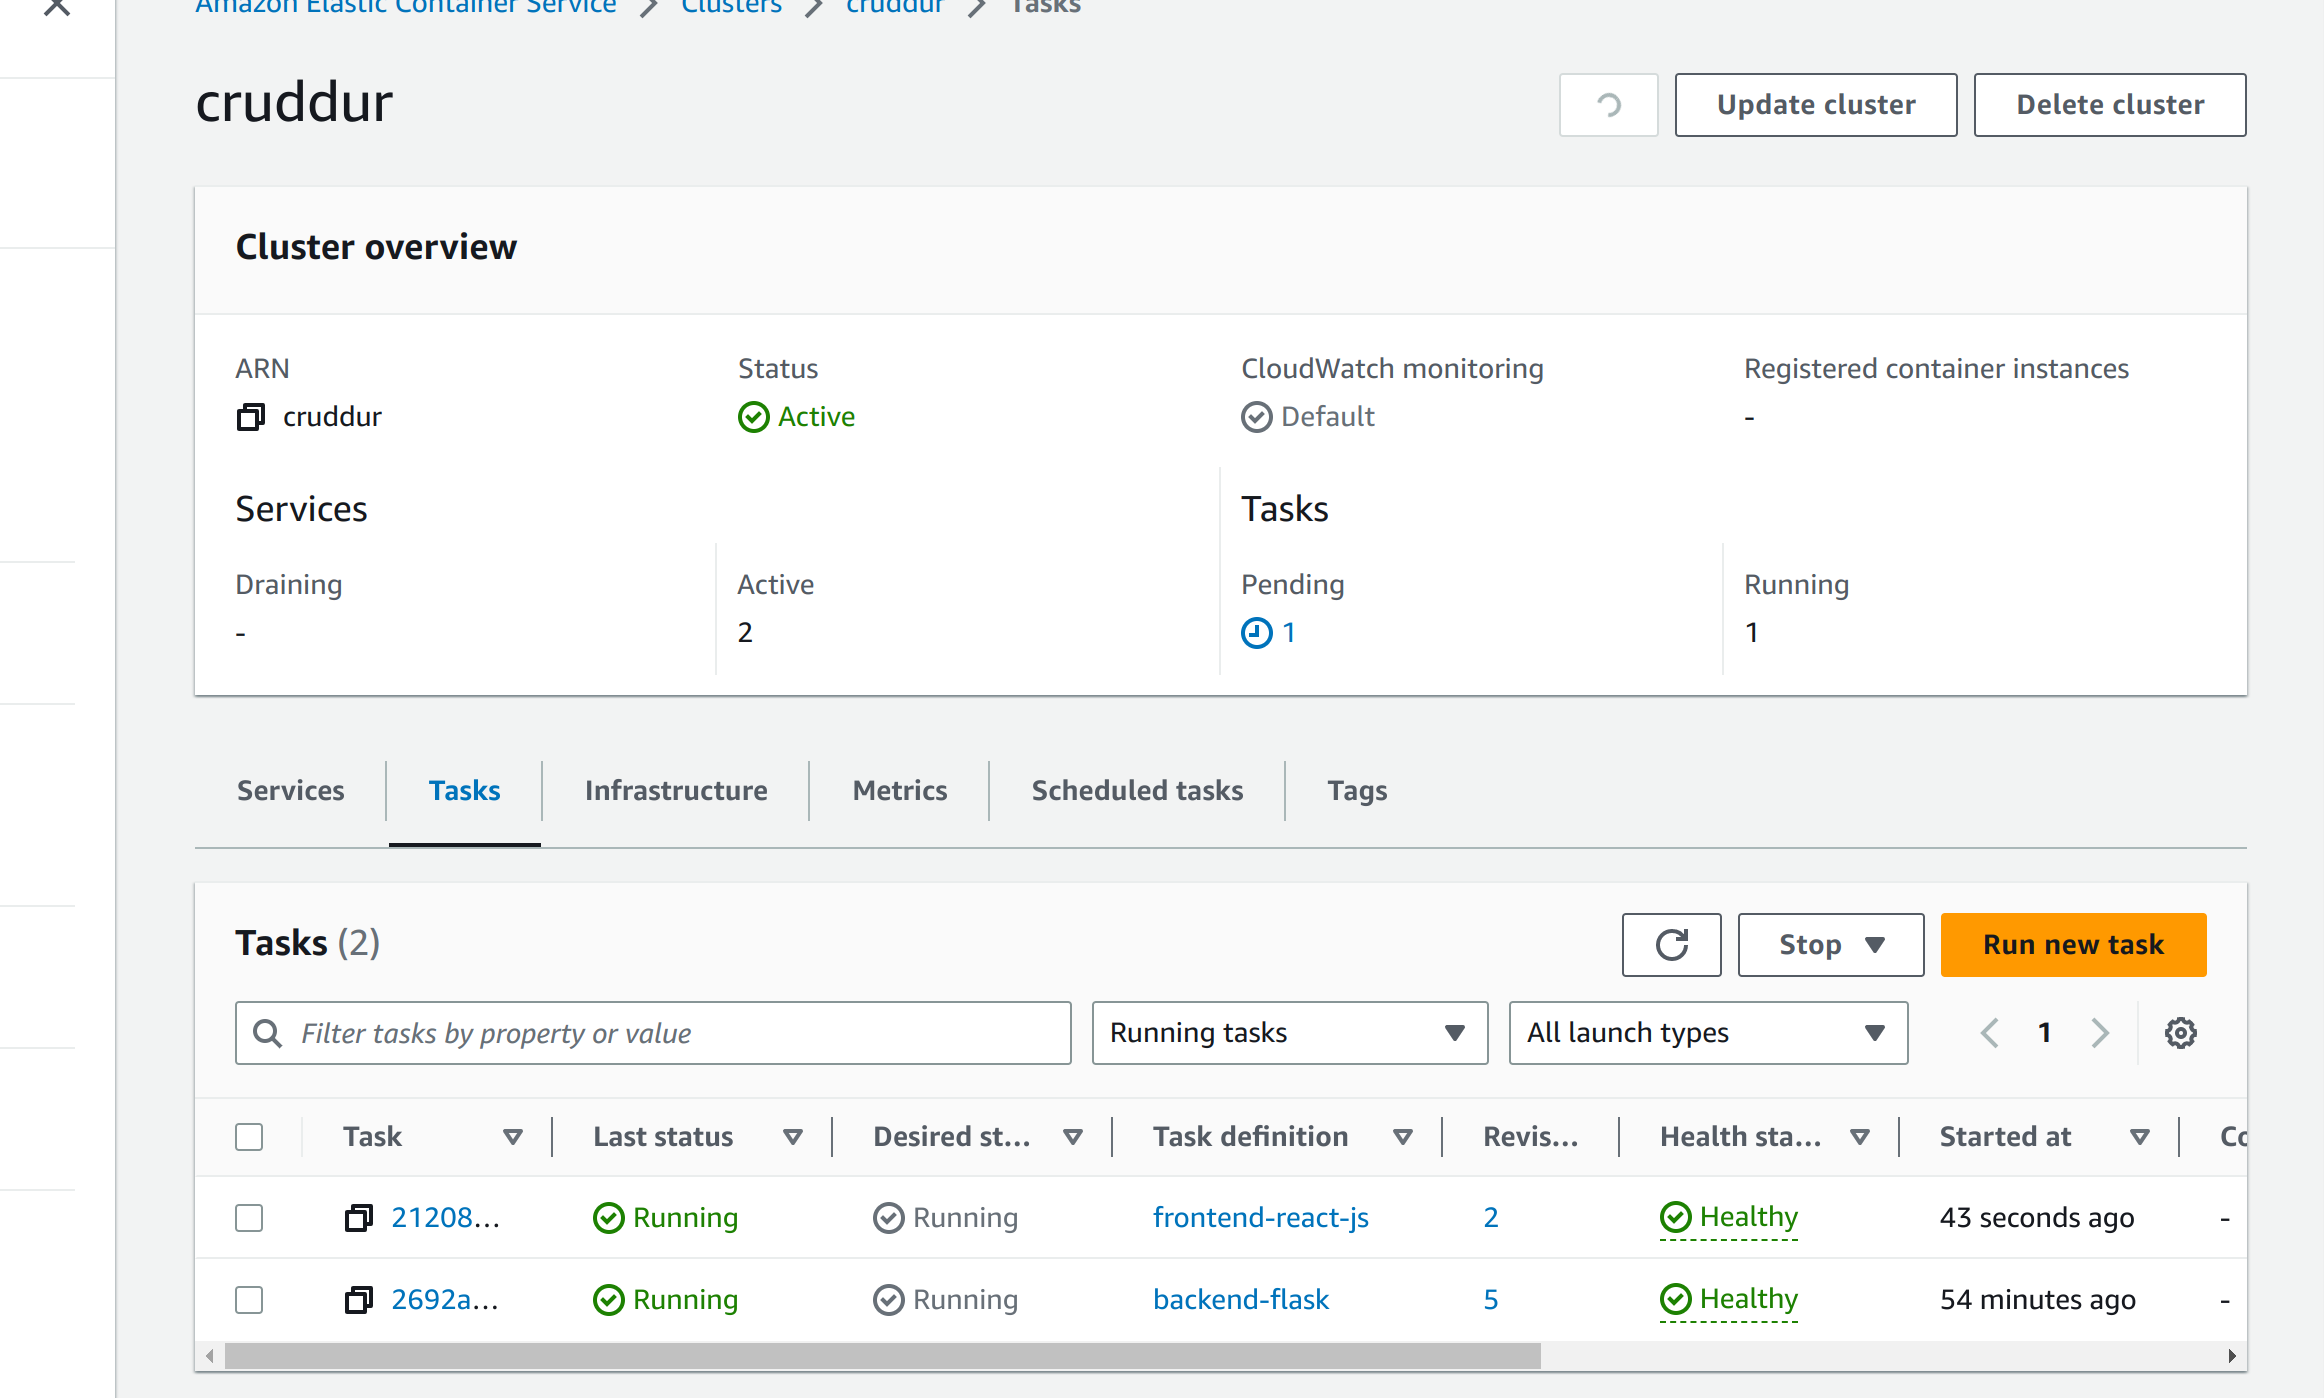 Amazon Elastic Container Service > Clusters > cruddur > Tasks
cruddur
Update cluster
Delete cluster
Cluster overview
ARN Status CloudWatch monitoring Registered container instances
cruddur Active Default -
Services Tasks
Draining Active Pending Running
- 2 1 1
Services Tasks Infrastructure Metrics Scheduled tasks Tags
Tasks (2) Stop Run new task
Filter tasks by property or value Running tasks All launch types 1
Task Last status Desired st... Task definition Revis... Health sta... Started at Co
21208... Running Running frontend-react-js 2 Healthy 43 seconds ago -
2692a... Running Running backend-flask 5 Healthy 54 minutes ago -